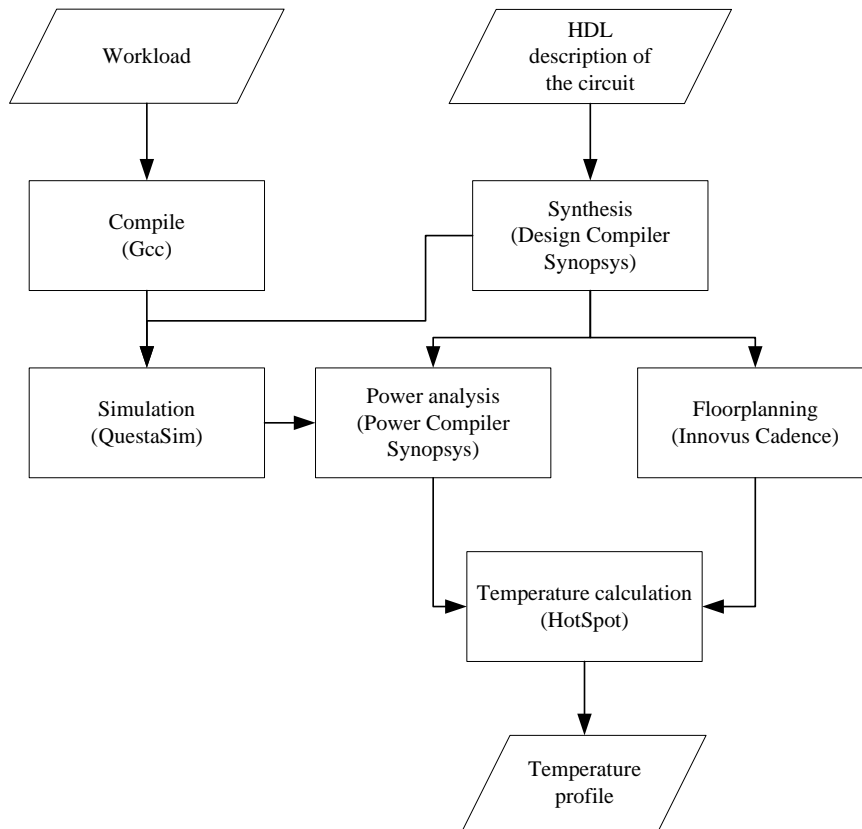 Workload
HDL
description of
the circuit
Compile
(Gcc)
Synthesis
(Design Compiler
Synopsys)
Simulation
(QuestaSim)
Power analysis
(Power Compiler
Synopsys)
Floorplanning
(Innovus Cadence)
Temperature calculation
(HotSpot)
Temperature
profile